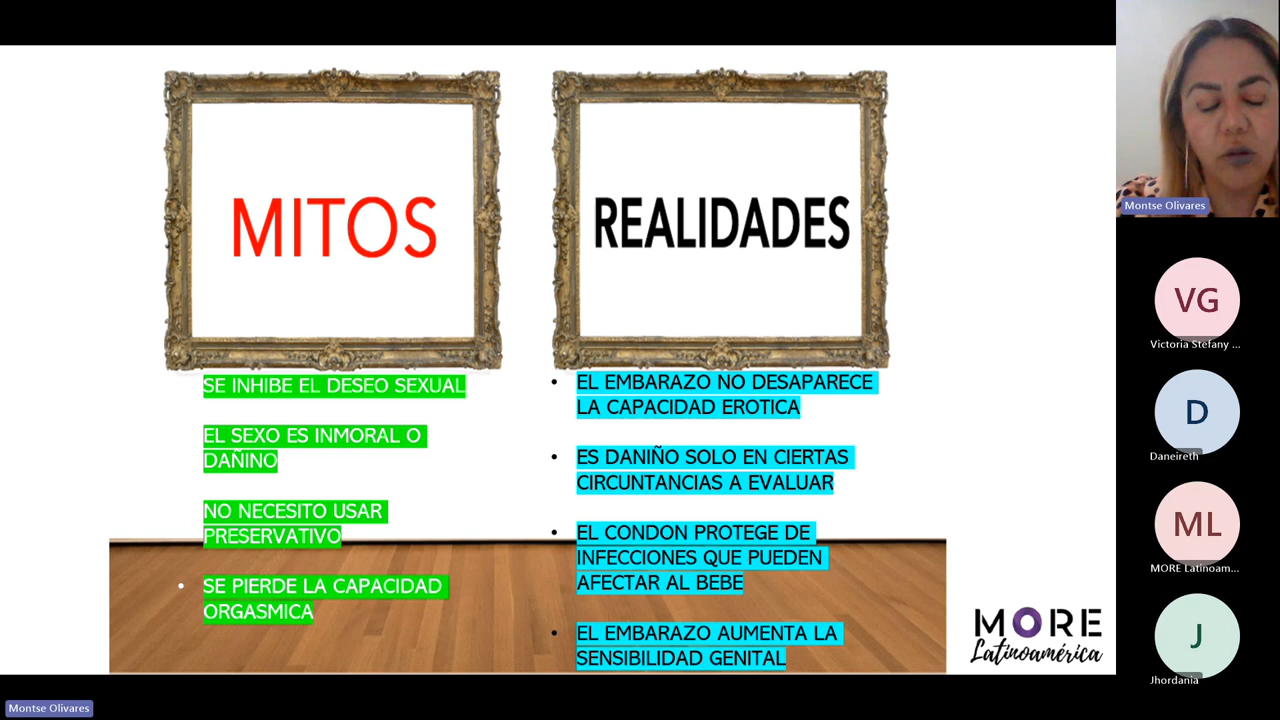 MITOS
REALIDADES
SE INHIBE EL DESEO SEXUAL
EL SEXO ES INMORAL O
DAÑINO
NO NECESITO USAR
PRESERVATIVO
• SE PIERDE LA CAPACIDAD
ORGASMICA
• EL EMBARAZO NO DESAPARECE
LA CAPACIDAD EROTICA
• ES DANIÑO SOLO EN CIERTAS
CIRCUNTANCIAS A EVALUAR
• EL CONDON PROTEGE DE
INFECCIONES QUE PUEDEN
AFECTAR AL BEBE
• EL EMBARAZO AUMENTA LA
SENSIBILIDAD GENITAL
MORE
Latinoamérica
Montse Olivares
VG
Victoria Stefany ...
D
Daneireth
ML
MORE Latinoam...
J
Jhordania
Montse Olivares